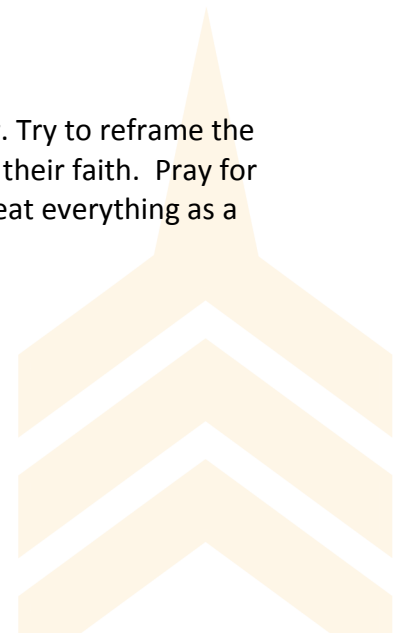 . Try to reframe the
their faith.  Pray for
eat everything as a